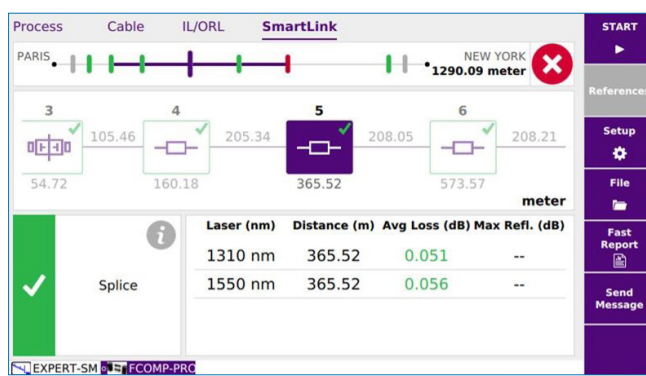 Process Cable IL/ORL SmartLink
START
PARIS
NEW YORK
1290.09 meter
References
3 4 5 6
105.46 205.34 208.05 208.21
Setup
54.72 160.18 365.52 573.57
meter
File
Laser (nm) Distance (m) Avg Loss (dB) Max Refl. (dB)
Fast
Report
1310 nm 365.52 0.051 --
Splice
1550 nm 365.52 0.056 --
Send
Message
EXPERT-SM FCOMP-PRO